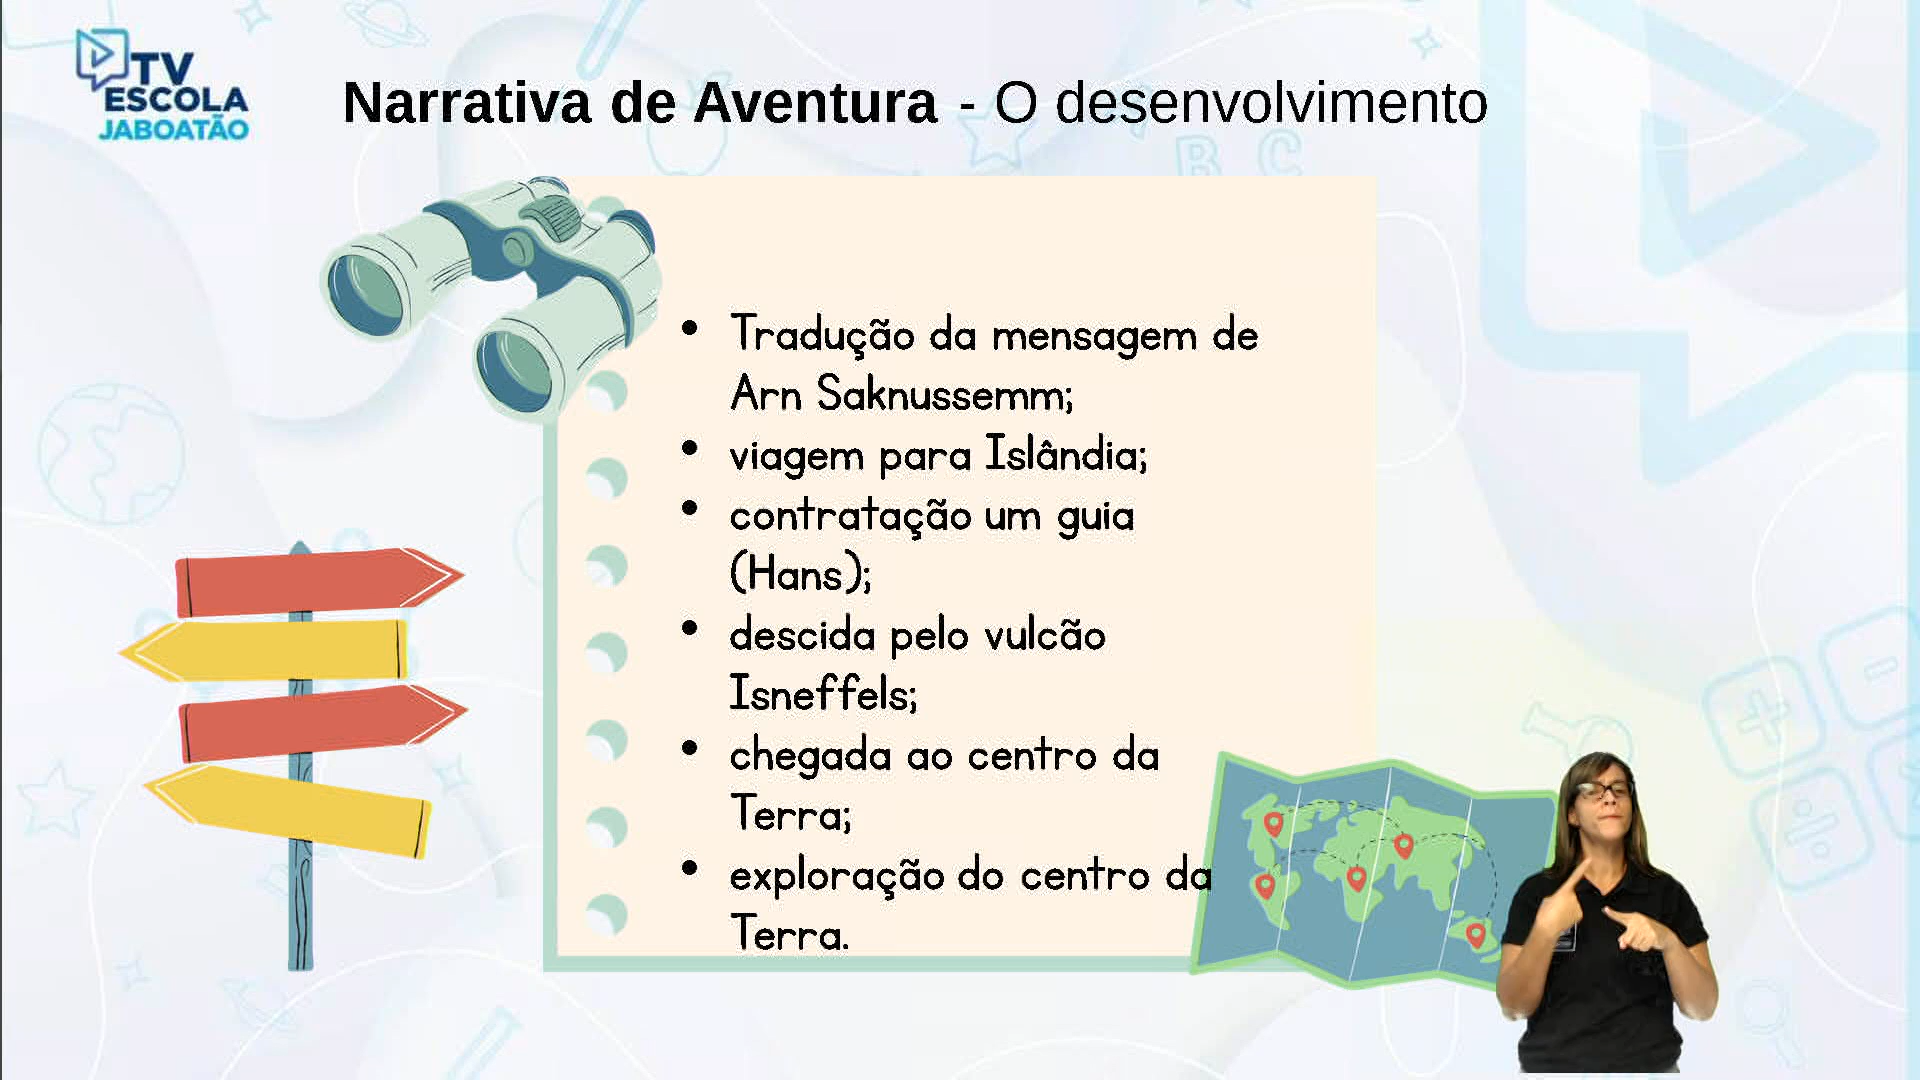 TV
ESCOLA
JABOATÃO
Narrativa de Aventura - O desenvolvimento
• Tradução da mensagem de
Arn Saknussemm;
• viagem para Islândia;
• contratação um guia
(Hans);
• descida pelo vulcão
Isneffels;
• chegada ao centro da
Terra;
• exploração do centro da
Terra.
B C